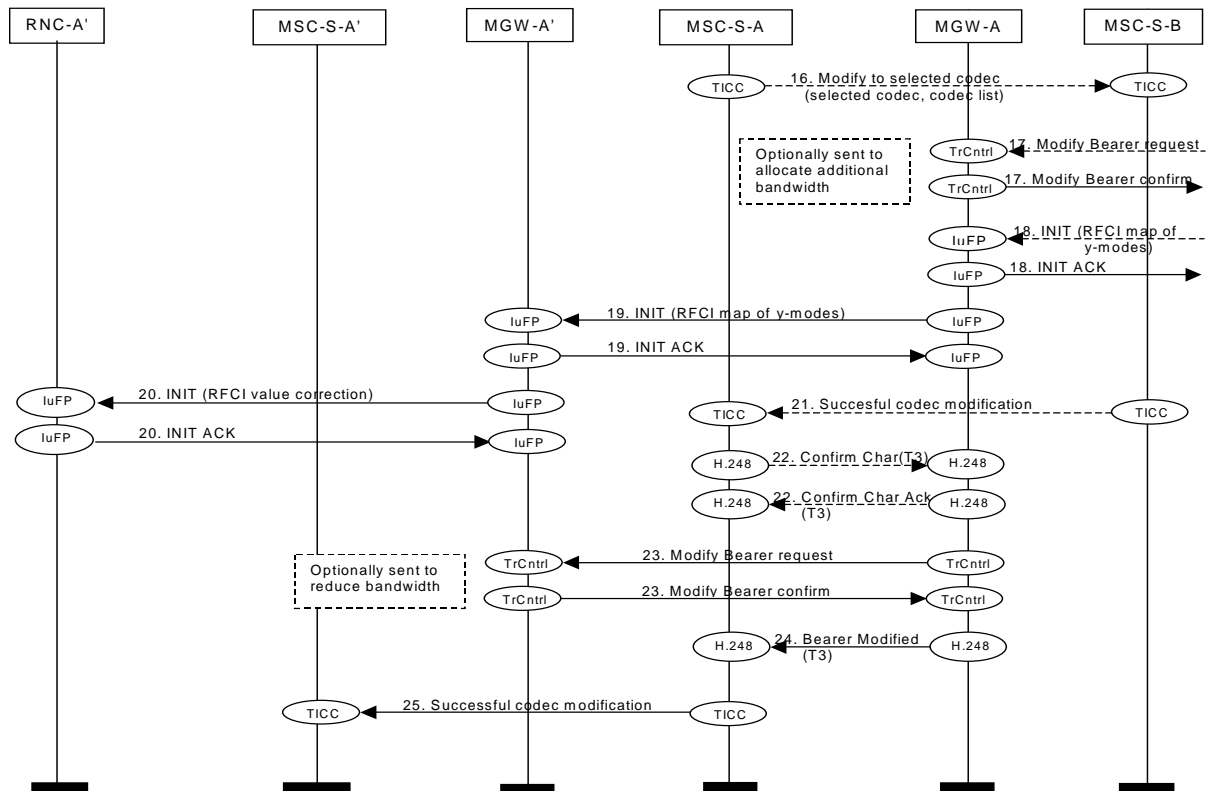 RNC-A' MSC-S-A' MGW-A' MSC-S-A MGW-A MSC-S-B
TICC 16. Modify to selected codec TICC
(selected codec, codec list)
Optionally sent to
allocate additional
bandwidth
TrCntrl 17. Modify Bearer request
TrCntrl 17. Modify Bearer confirm
IuFP 18. INIT (RFCI map of
y-modes)
IuFP 18. INIT ACK
IuFP 19. INIT (RFCI map of y-modes) IuFP
IuFP 19. INIT ACK IuFP
IuFP 20. INIT (RFCI value correction) IuFP
TICC 21. Succesful codec modification TICC
IuFP 20. INIT ACK IuFP
H.248 22. Confirm Char(T3) H.248
H.248 22. Confirm Char Ack H.248
(T3)
Optionally sent to
reduce bandwidth
TrCntrl 23. Modify Bearer request TrCntrl
TrCntrl 23. Modify Bearer confirm TrCntrl
H.248 24. Bearer Modified H.248
(T3)
TICC 25. Successful codec modification TICC